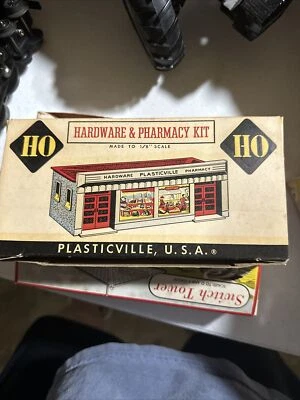 HO
HARDWARE & PHARMACY KIT
HO
MADE TO 1/8" SCALE
HARDWARE PLASTICVILLE PHARMACY
PLASTICVILLE, U.S.A.®
Switch Tower